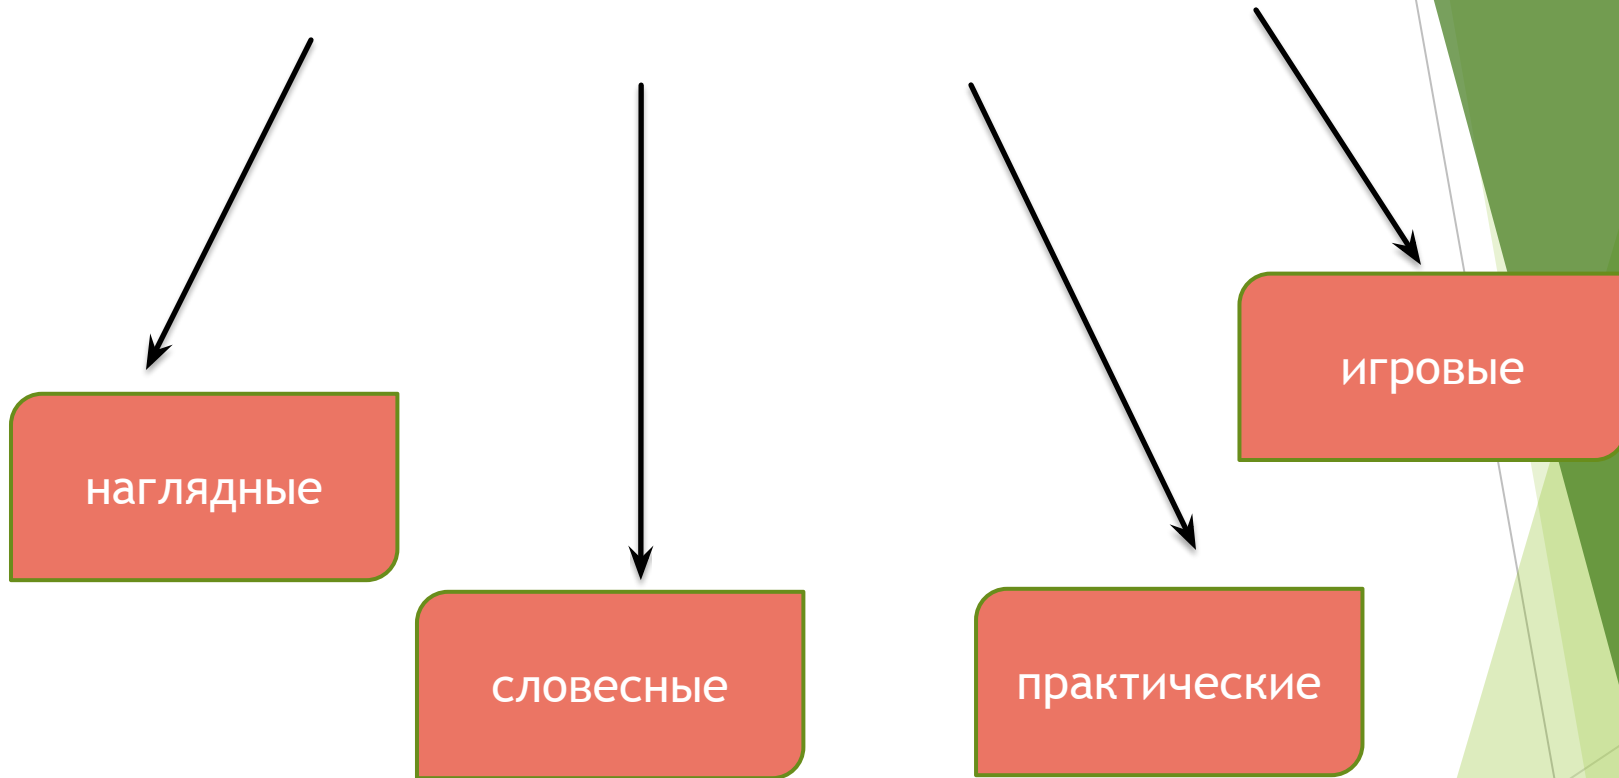 наглядные
словесные
практические
игровые